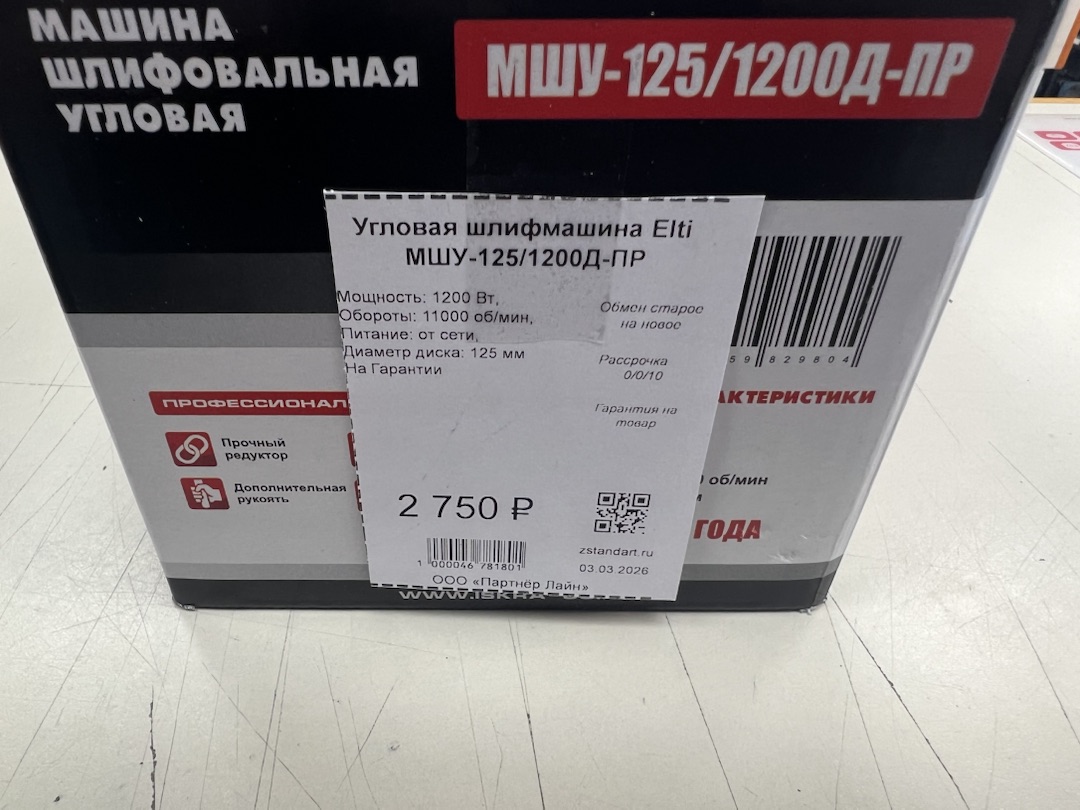 МАШИНА
ШЛИФОВАЛЬНАЯ
УГЛОВАЯ
МШУ-125/1200Д-ПР
Угловая шлифмашина Elti
МШУ-125/1200Д-ПР
Мощность: 1200 Вт,
Обороты: 11000 об/мин,
Питание: от сети,
Диаметр диска: 125 мм
На Гарантии
Обмен старое
на новое
Рассрочка
0/0/10
Гарантия на
товар
2 750 ₽
1 000046 781801
zstandart.ru
03.03.2026
ООО «Партнёр Лайн»
59 829804
ПРОФЕССИОНАЛ
АКТЕРИСТИКИ
Прочный
редуктор
Дополнительная
рукоять
об/мин
ГОДА